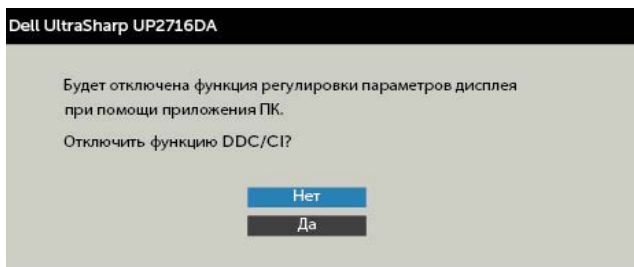 Dell UltraSharp UP2716DA
Будет отключена функция регулировки параметров дисплея
при помощи приложения ПК.
Отключить функцию DDC/CI?
Нет
Да